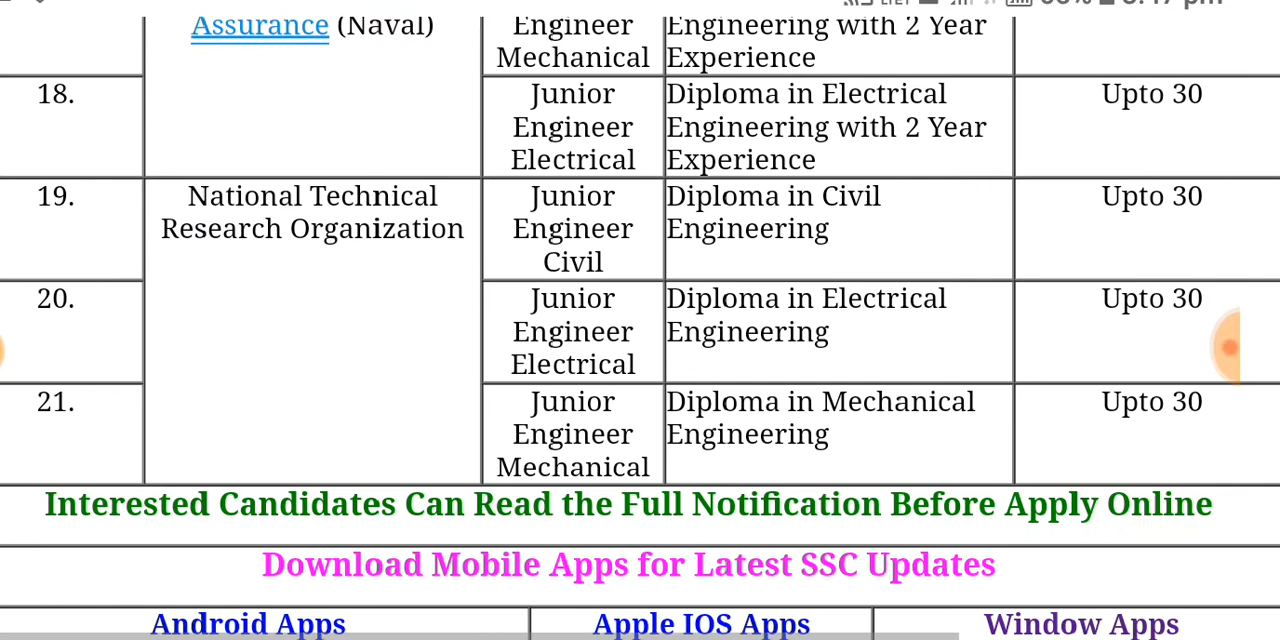 Assurance (Naval)
Engineer
Mechanical
Engineering with 2 Year
Experience
18.
Junior
Engineer
Electrical
Diploma in Electrical
Engineering with 2 Year
Experience
Upto 30
19.
National Technical
Research Organization
Junior
Engineer
Civil
Diploma in Civil
Engineering
Upto 30
20.
Junior
Engineer
Electrical
Diploma in Electrical
Engineering
Upto 30
21.
Junior
Engineer
Mechanical
Diploma in Mechanical
Engineering
Upto 30
Interested Candidates Can Read the Full Notification Before Apply Online
Download Mobile Apps for Latest SSC Updates
Android Apps
Apple IOS Apps
Window Apps